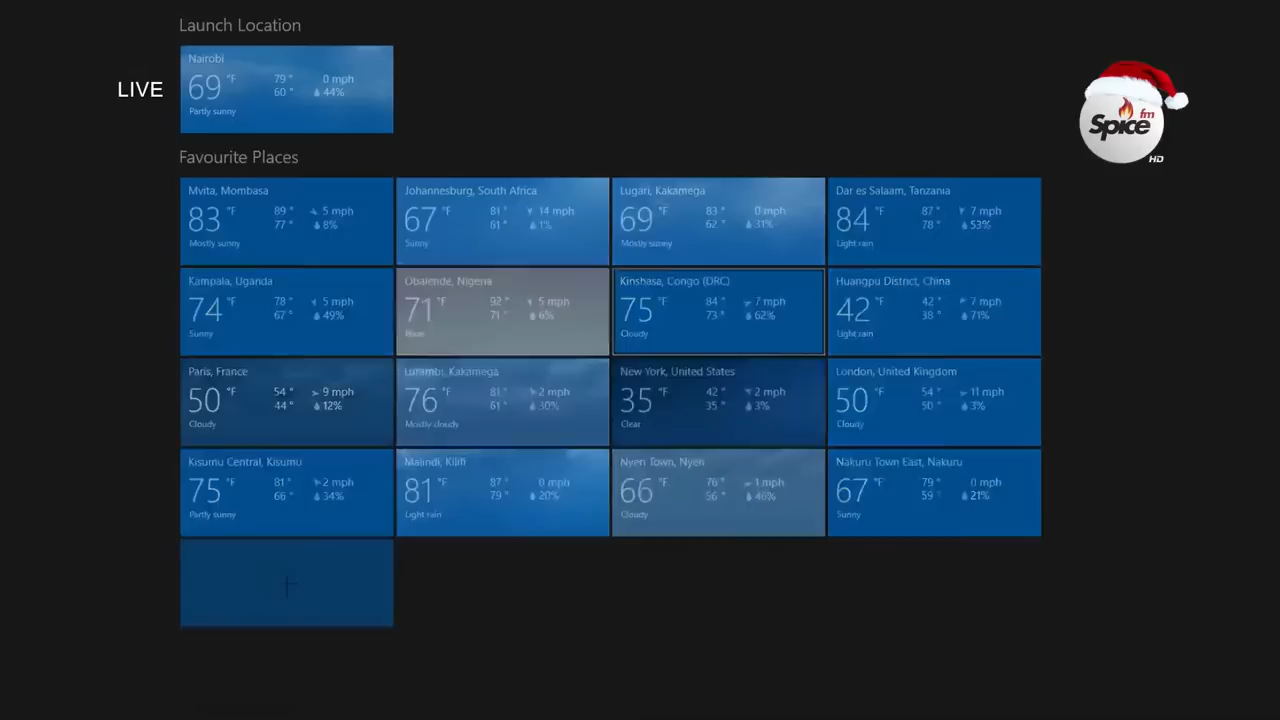 Launch Location
LIVE
Nairobi
69 °F 79 ° 0 mph
60 ° 44%
Partly sunny
Spice fm
HD
Favourite Places
Mvita, Mombasa
83 °F 89 ° 5 mph
77 ° 8%
Mostly sunny
Johannesburg, South Africa
67 °F 81 ° 14 mph
61 ° 1%
Sunny
Lugari, Kakamega
69 °F 83 ° 0 mph
62 ° 31%
Mostly sunny
Dar es Salaam, Tanzania
84 °F 87 ° 7 mph
78 ° 53%
Light rain
Kampala, Uganda
74 °F 78 ° 5 mph
67 ° 49%
Sunny
Obalende, Nigeria
71 °F 92 ° 5 mph
71 ° 6%
Haze
Kinshasa, Congo (DRC)
75 °F 84 ° 7 mph
73 ° 62%
Cloudy
Huangpu District, China
42 °F 42 ° 7 mph
38 ° 71%
Light rain
Paris, France
50 °F 54 ° 9 mph
44 ° 12%
Cloudy
Lurambi, Kakamega
76 °F 81 ° 2 mph
61 ° 30%
Mostly cloudy
New York, United States
35 °F 42 ° 2 mph
35 ° 3%
Clear
London, United Kingdom
50 °F 54 ° 11 mph
50 ° 3%
Cloudy
Kisumu Central, Kisumu
75 °F 81 ° 2 mph
66 ° 34%
Partly sunny
Malindi, Kilifi
81 °F 87 ° 0 mph
79 ° 20%
Light rain
Nyeri Town, Nyeri
66 °F 76 ° 1 mph
56 ° 46%
Cloudy
Nakuru Town East, Nakuru
67 °F 79 ° 0 mph
59 ° 21%
Sunny